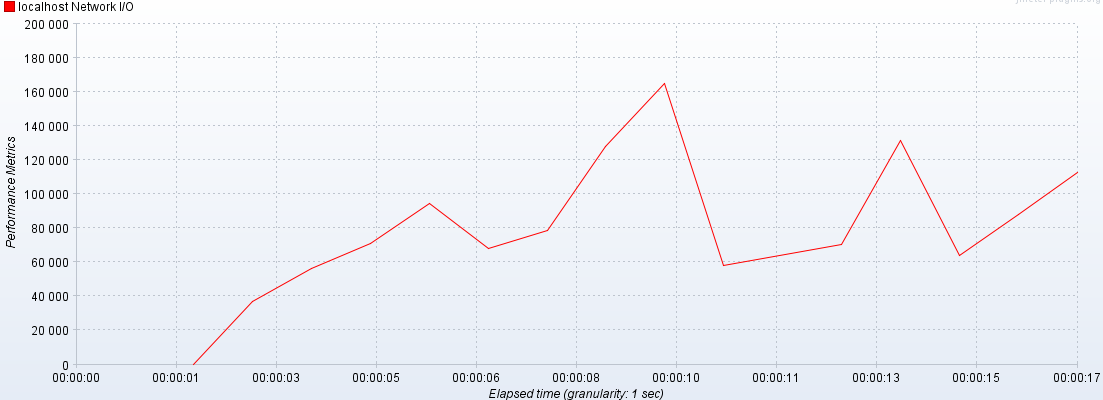 localhost Network I/O
200 000
180 000
160 000
140 000
120 000
100 000
80 000
60 000
40 000
20 000
0
Performance Metrics
00:00:00 00:00:01 00:00:03 00:00:05 00:00:06 00:00:08 00:00:10 00:00:11 00:00:13 00:00:15 00:00:17
Elapsed time (granularity: 1 sec)